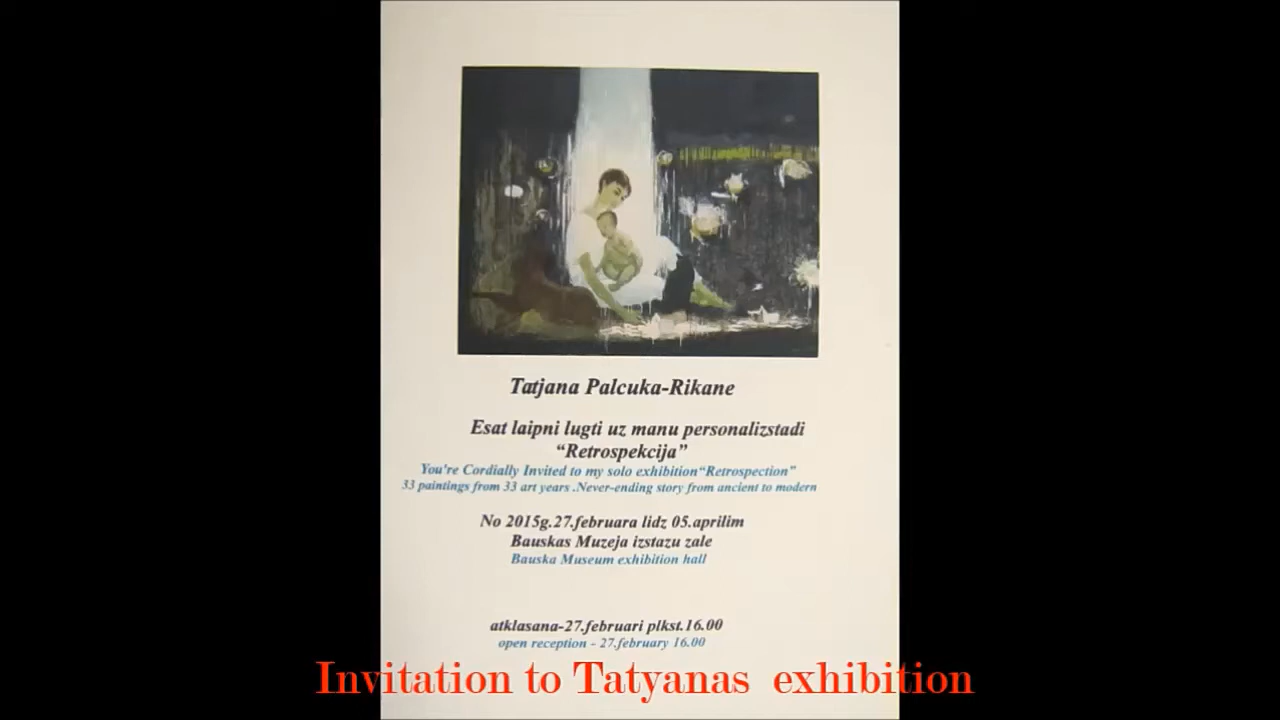 Tatjana Palcuka-Rikane
Esat laipni lugti uz manu personalizstadi
“Retrospekcija”
You're Cordially Invited to my solo exhibition“Retrospection”
33 paintings from 33 art years .Never-ending story from ancient to modern
No 2015g.27.februara lidz 05.aprilim
Bauskas Muzeja izstazu zale
Bauska Museum exhibition hall
atklasana-27.februari plkst.16.00
open reception - 27.february 16.00
Invitation to Tatyanas exhibition